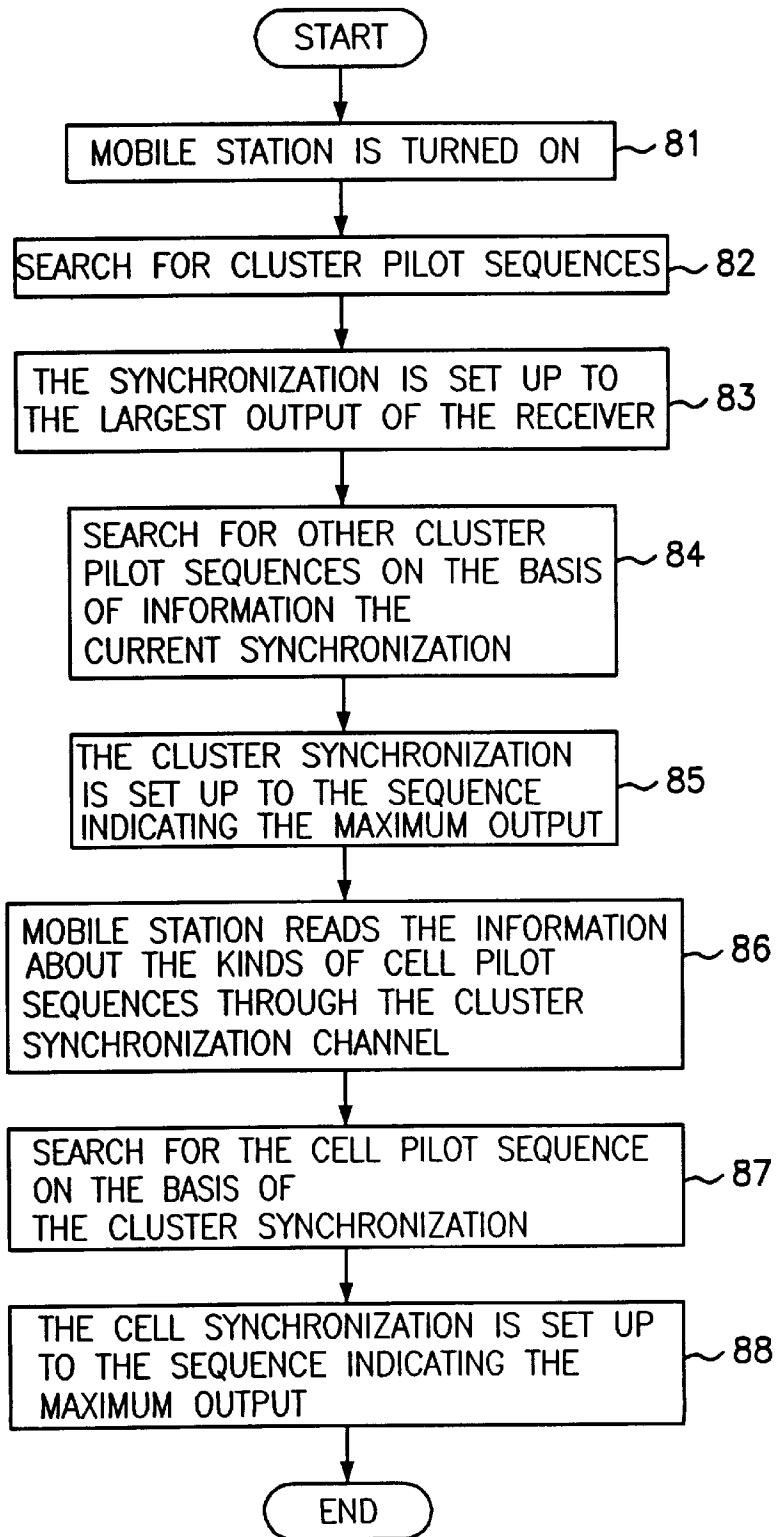 START
MOBILE STATION IS TURNED ON
81
SEARCH FOR CLUSTER PILOT SEQUENCES
82
THE SYNCHRONIZATION IS SET UP TO
THE LARGEST OUTPUT OF THE RECEIVER
83
SEARCH FOR OTHER CLUSTER
PILOT SEQUENCES ON THE BASIS
OF INFORMATION THE
CURRENT SYNCHRONIZATION
84
THE CLUSTER SYNCHRONIZATION
IS SET UP TO THE SEQUENCE
INDICATING THE MAXIMUM OUTPUT
85
MOBILE STATION READS THE INFORMATION
ABOUT THE KINDS OF CELL PILOT
SEQUENCES THROUGH THE CLUSTER
SYNCHRONIZATION CHANNEL
86
SEARCH FOR THE CELL PILOT SEQUENCE
ON THE BASIS OF
THE CLUSTER SYNCHRONIZATION
87
THE CELL SYNCHRONIZATION IS SET UP
TO THE SEQUENCE INDICATING THE
MAXIMUM OUTPUT
88
END